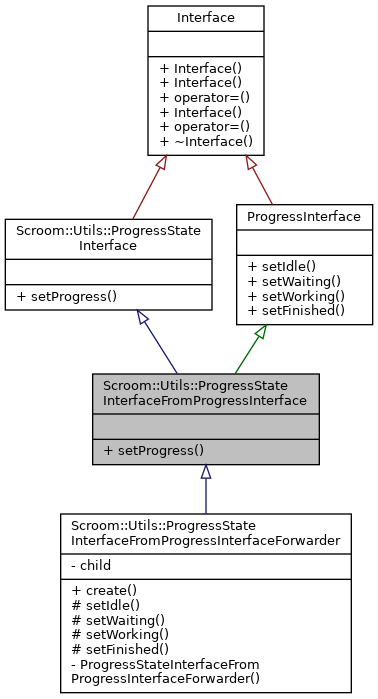 Interface
+ Interface()
+ Interface()
+ operator=()
+ Interface()
+ operator=()
+ ~Interface()
Scroom::Utils::ProgressState
Interface
+ setProgress()
ProgressInterface
+ setIdle()
+ setWaiting()
+ setWorking()
+ setFinished()
Scroom::Utils::ProgressState
InterfaceFromProgressInterface
+ setProgress()
Scroom::Utils::ProgressState
InterfaceFromProgressInterfaceForwarder
- child
+ create()
# setIdle()
# setWaiting()
# setWorking()
# setFinished()
- ProgressStateInterfaceFrom
ProgressInterfaceForwarder()